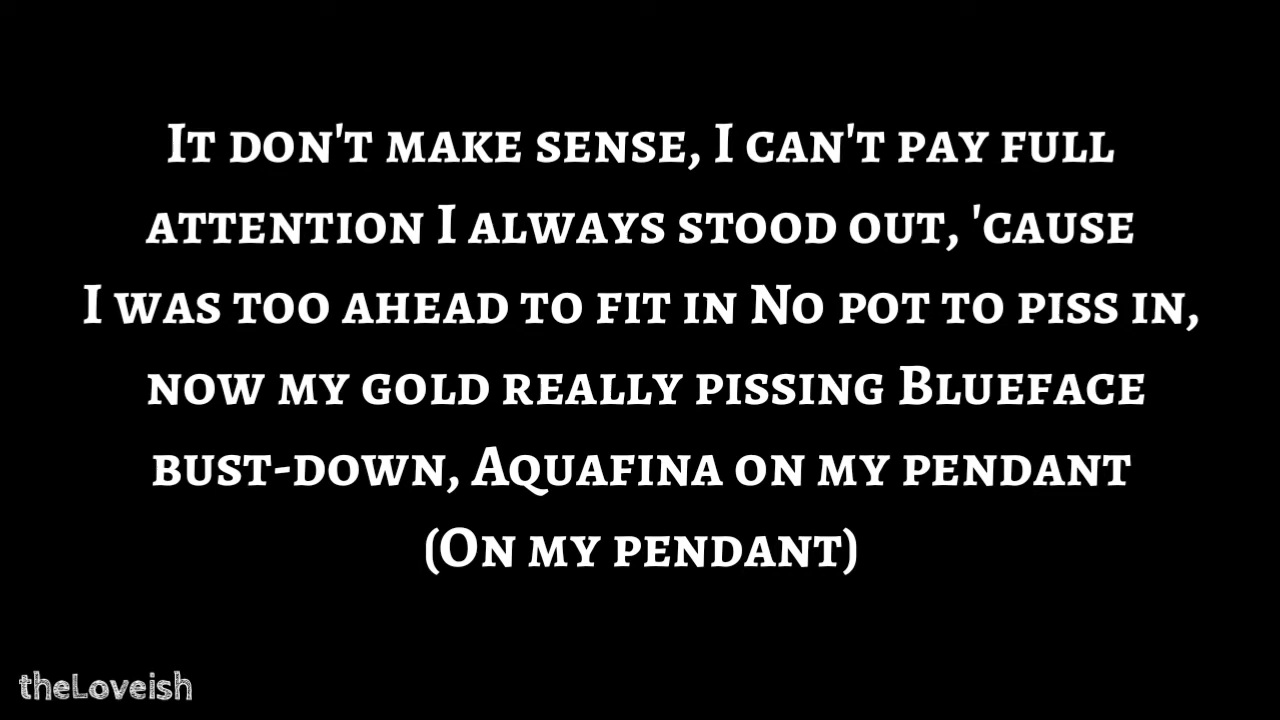 It don't make sense, I can't pay full
attention I always stood out, 'cause
I was too ahead to fit in No pot to piss in,
now my gold really pissing Blueface
bust-down, Aquafina on my pendant
(On my pendant)
theLoveish